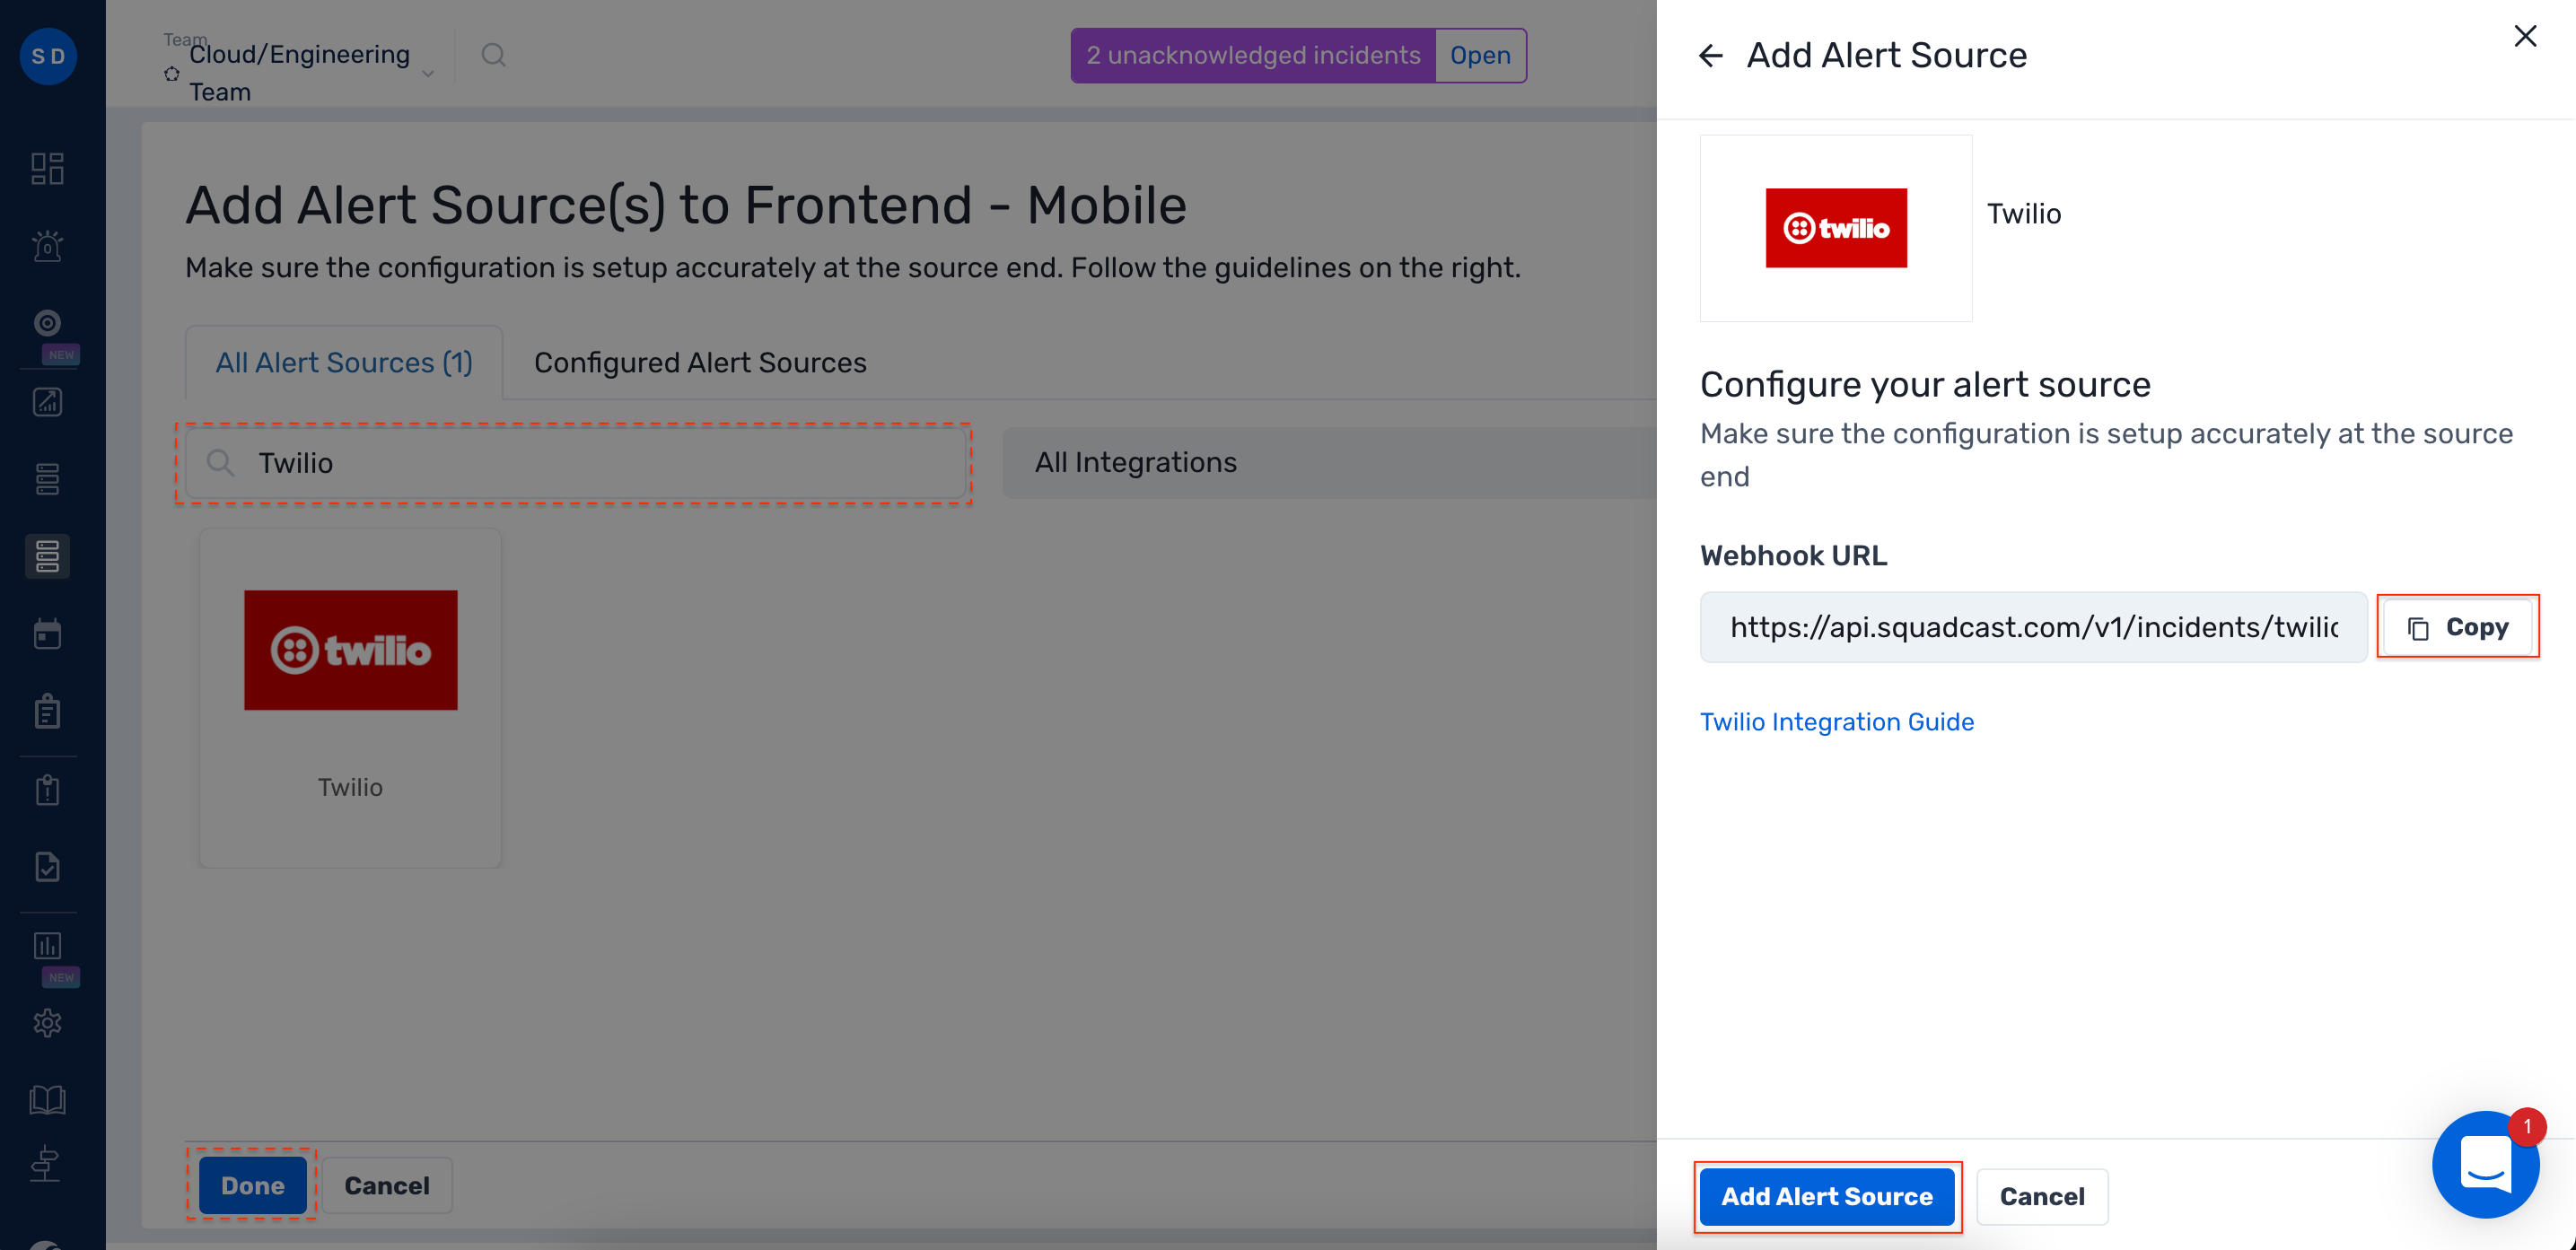 S D
Team
Cloud/Engineering
Team
2 unacknowledged incidents
Open
0
NEW
NEW
Add Alert Source(s) to Frontend - Mobile
Make sure the configuration is setup accurately at the source end. Follow the guidelines on the right.
All Alert Sources (1)
Configured Alert Sources
Twilio
All Integrations
twilio
Twilio
Done
Cancel
Add Alert Source
twilio
Twilio
Configure your alert source
Make sure the configuration is setup accurately at the source
end
Webhook URL
https://api.squadcast.com/v1/incidents/twilio
Copy
Twilio Integration Guide
1
Add Alert Source
Cancel